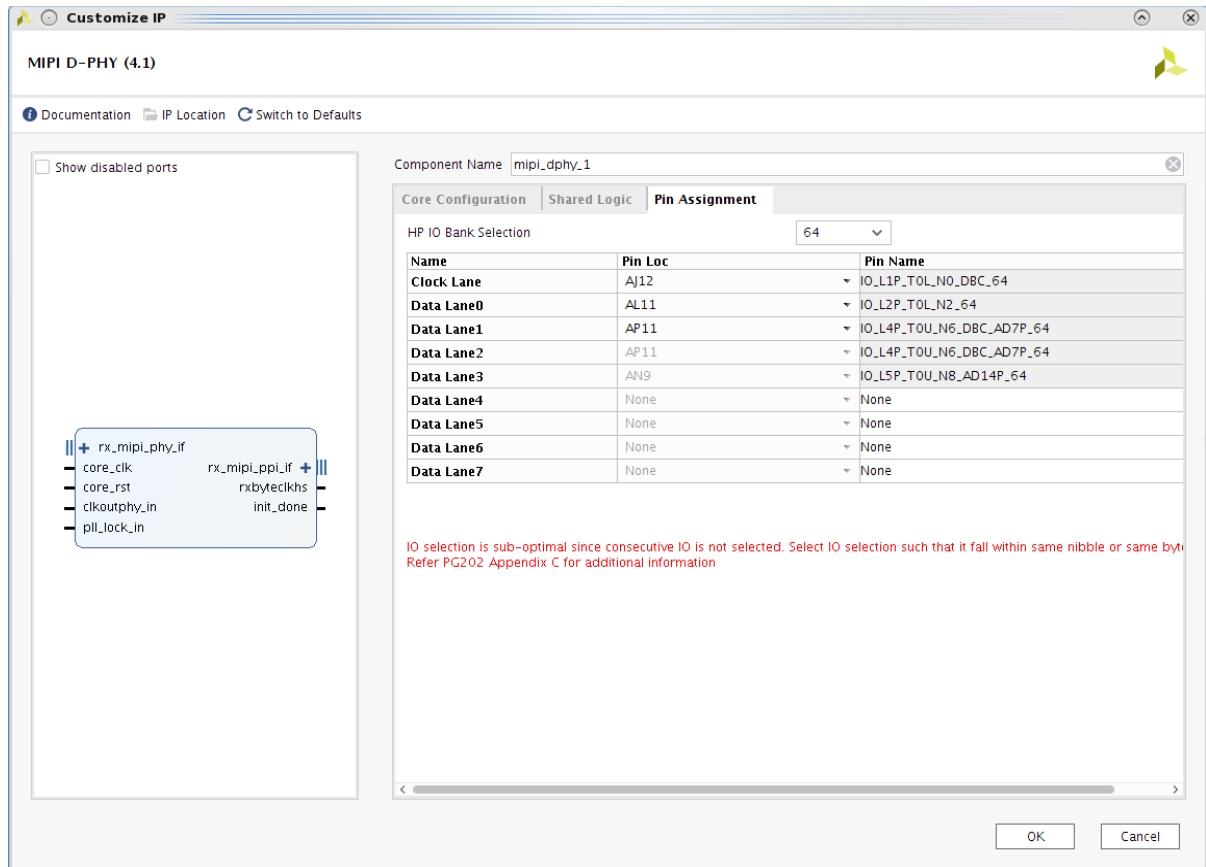 Customize IP
MIPI D-PHY (4.1)
Documentation IP Location Switch to Defaults
Show disabled ports
rx_mipi_phy_if
core_clk rx_mipi_ppi_if
core_rst rxbyteclkhs
clkoutphy_in init_done
pll_lock_in
Component Name mipi_dphy_1
Core Configuration Shared Logic Pin Assignment
HP IO Bank Selection 64
Name Pin Loc Pin Name
Clock Lane AJ12 IO_L1P_T0L_N0_DBC_64
Data Lane0 AL11 IO_L2P_T0L_N2_64
Data Lane1 AP11 IO_L4P_T0U_N6_DBC_AD7P_64
Data Lane2 AP11 IO_L4P_T0U_N6_DBC_AD7P_64
Data Lane3 AN9 IO_L5P_T0U_N8_AD14P_64
Data Lane4 None None
Data Lane5 None None
Data Lane6 None None
Data Lane7 None None
IO selection is sub-optimal since consecutive IO is not selected. Select IO selection such that it fall within same nibble or same
Refer PG202 Appendix C for additional information
OK Cancel